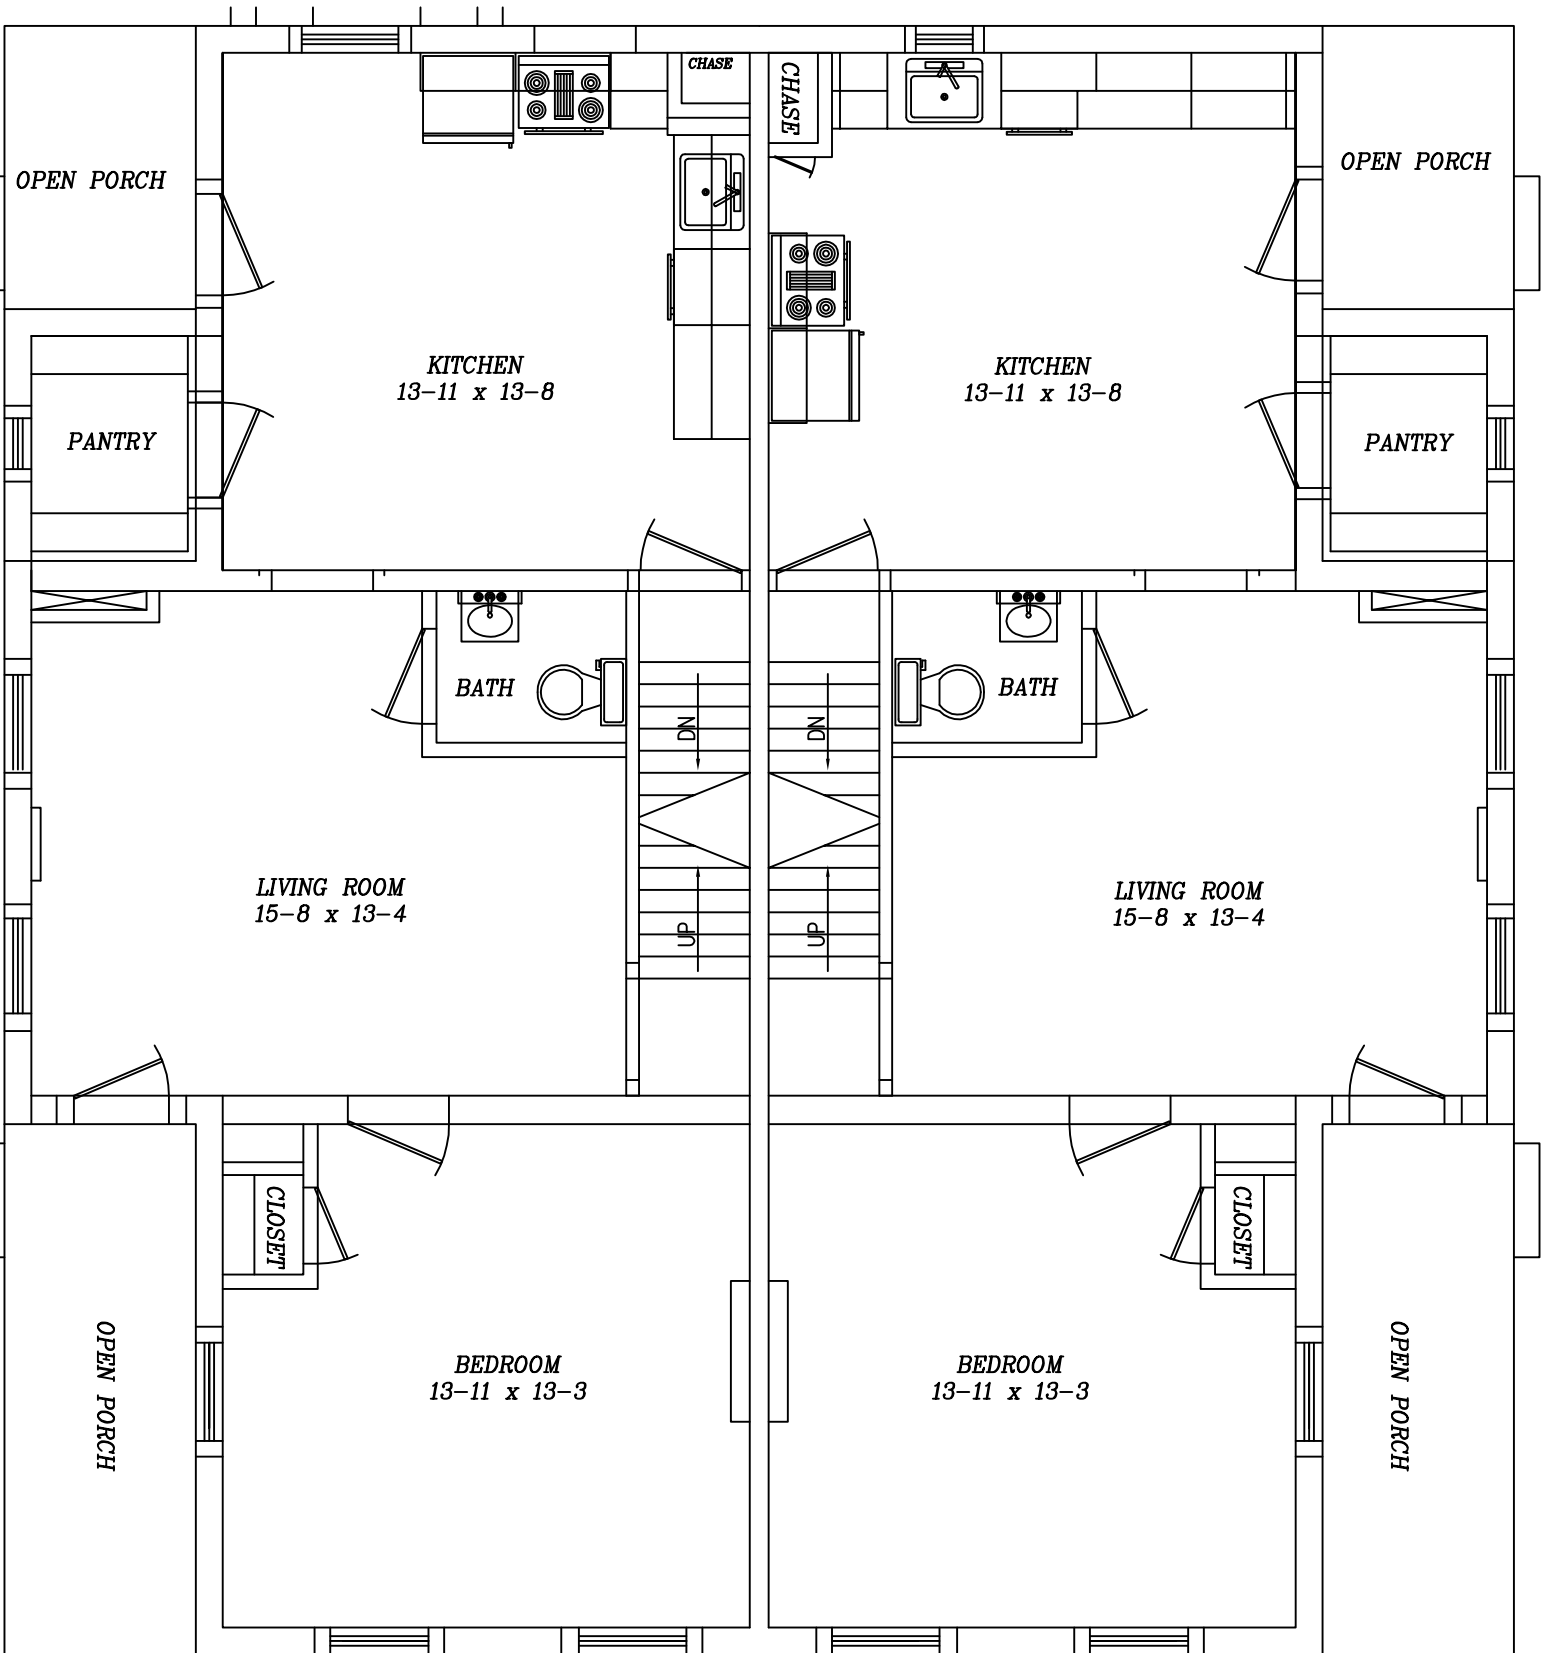 CHASE
CHASE
OPEN PORCH
OPEN PORCH
KITCHEN
13-11 x 13-8
KITCHEN
13-11 x 13-8
PANTRY
PANTRY
BATH
BATH
DN
DN
LIVING ROOM
15-8 x 13-4
LIVING ROOM
15-8 x 13-4
UP
UP
CLOSET
CLOSET
OPEN PORCH
BEDROOM
13-11 x 13-3
BEDROOM
13-11 x 13-3
OPEN PORCH